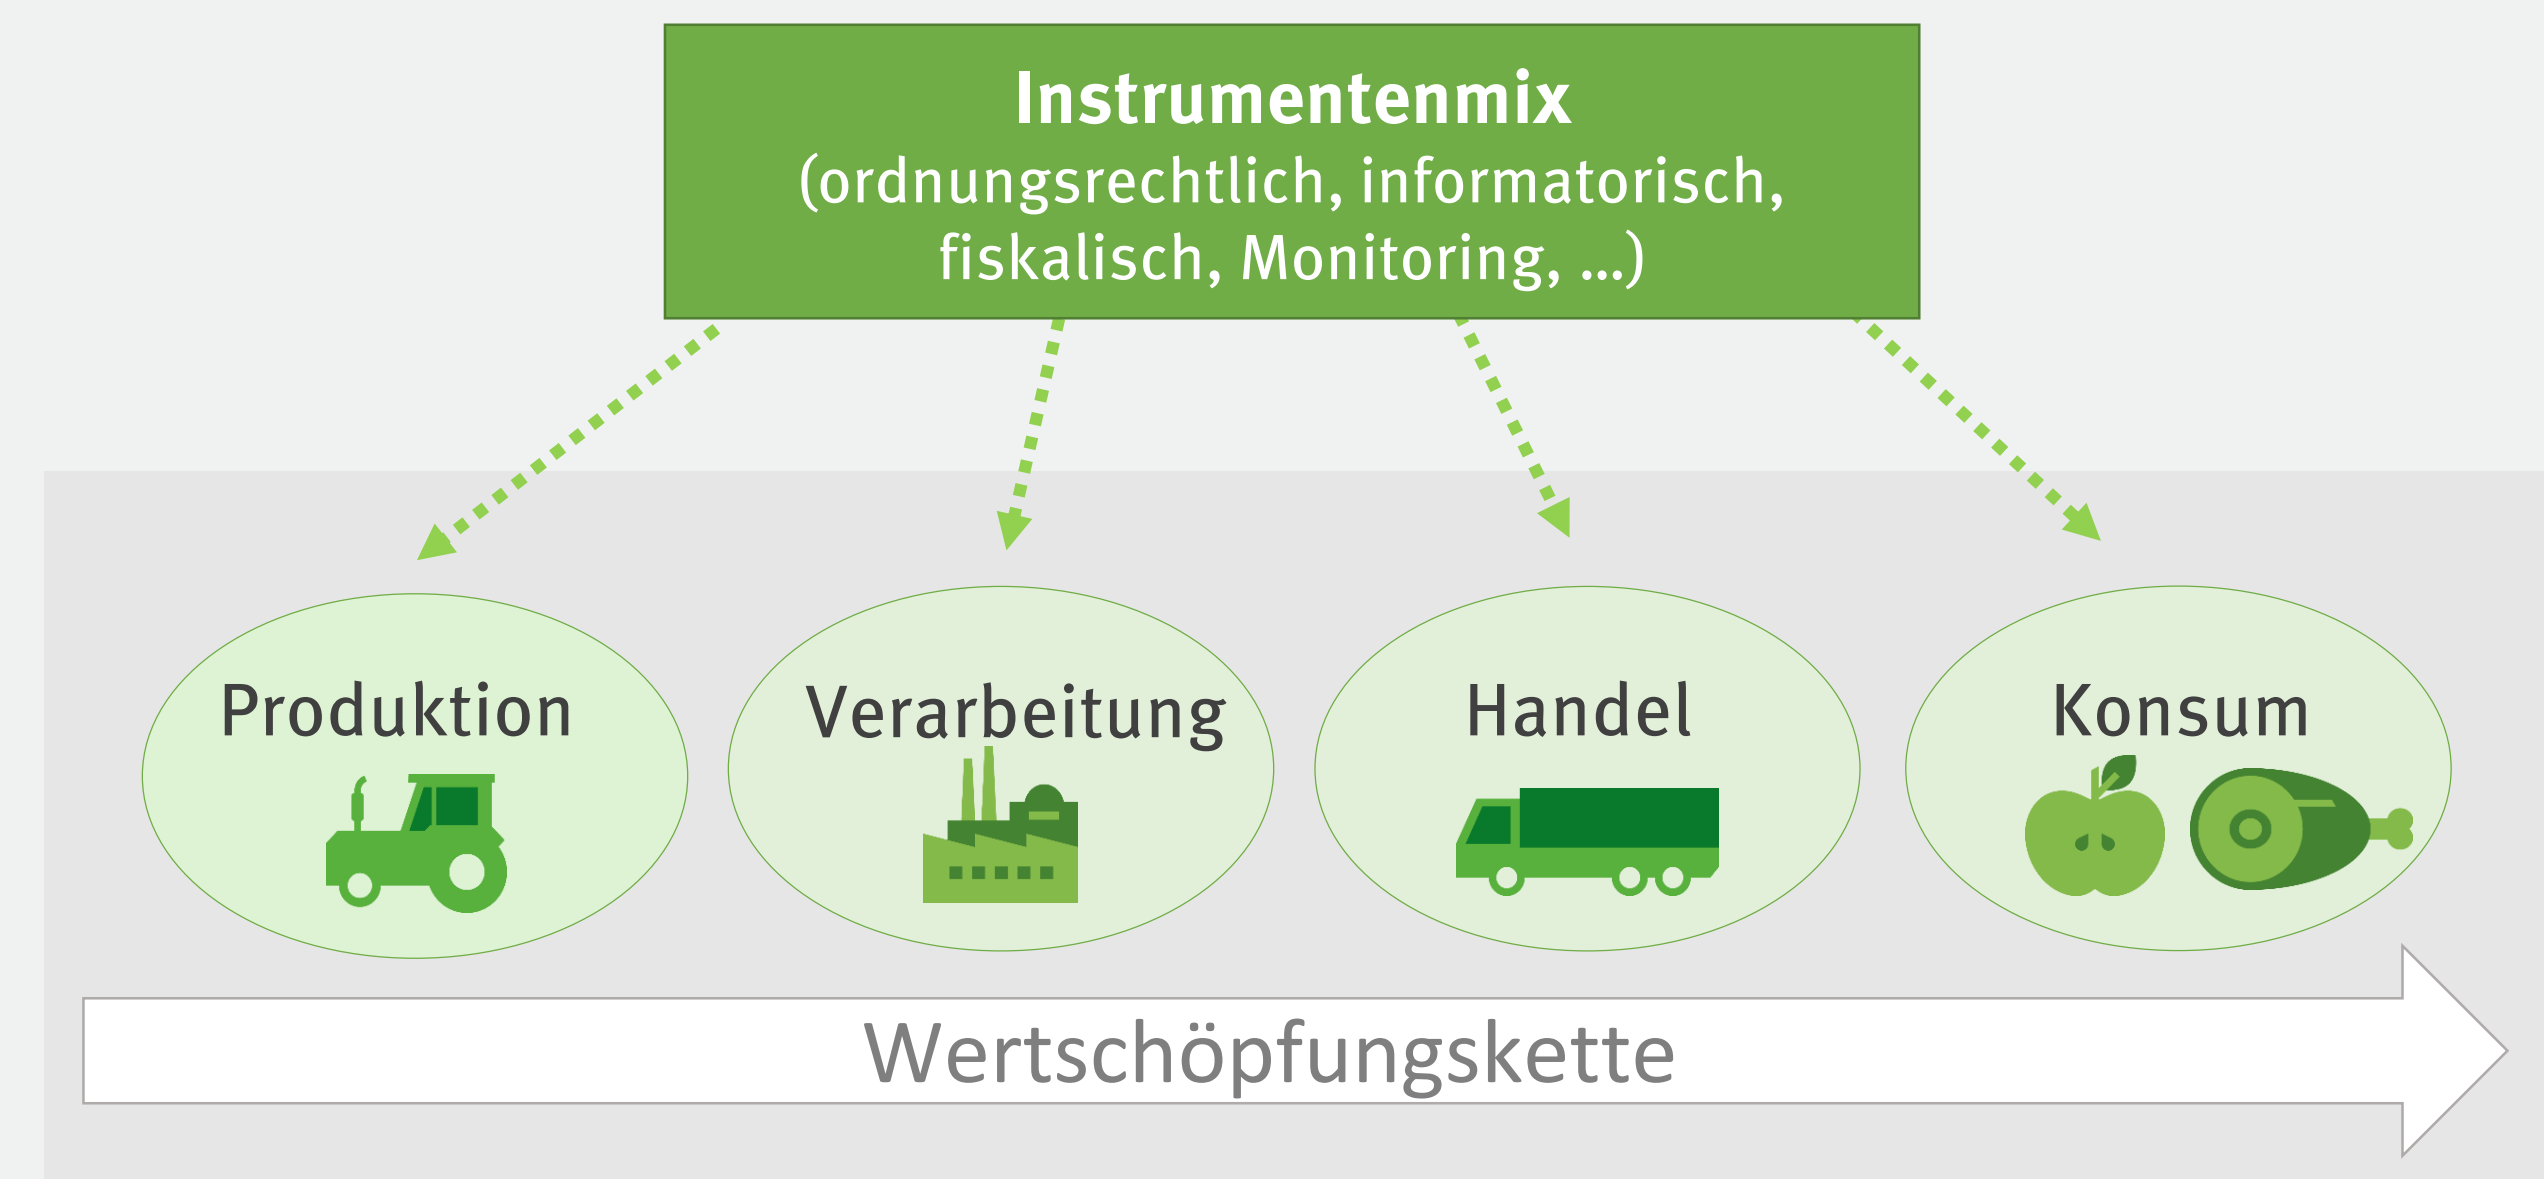 Instrumentenmix
(ordnungsrechtlich, informatorisch,
fiskalisch, Monitoring, ...)
Produktion
Verarbeitung
Handel
Konsum
Wertschöpfungskette